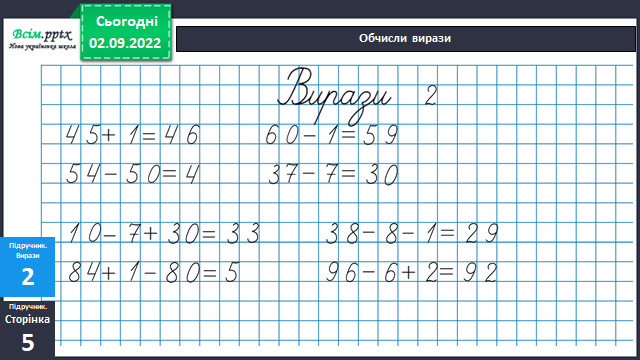 Всім.pptx
Нова українська школа
Сьогодні
02.09.2022
Обчисли вирази
Вирази 2
45+1=46 60-1=59
54-50=4 37-7=30
10-7+30=33 38-8-1=29
84+1-80=5 96-6+2=92
Підручник.
Вирази
2
Підручник.
Сторінка
5